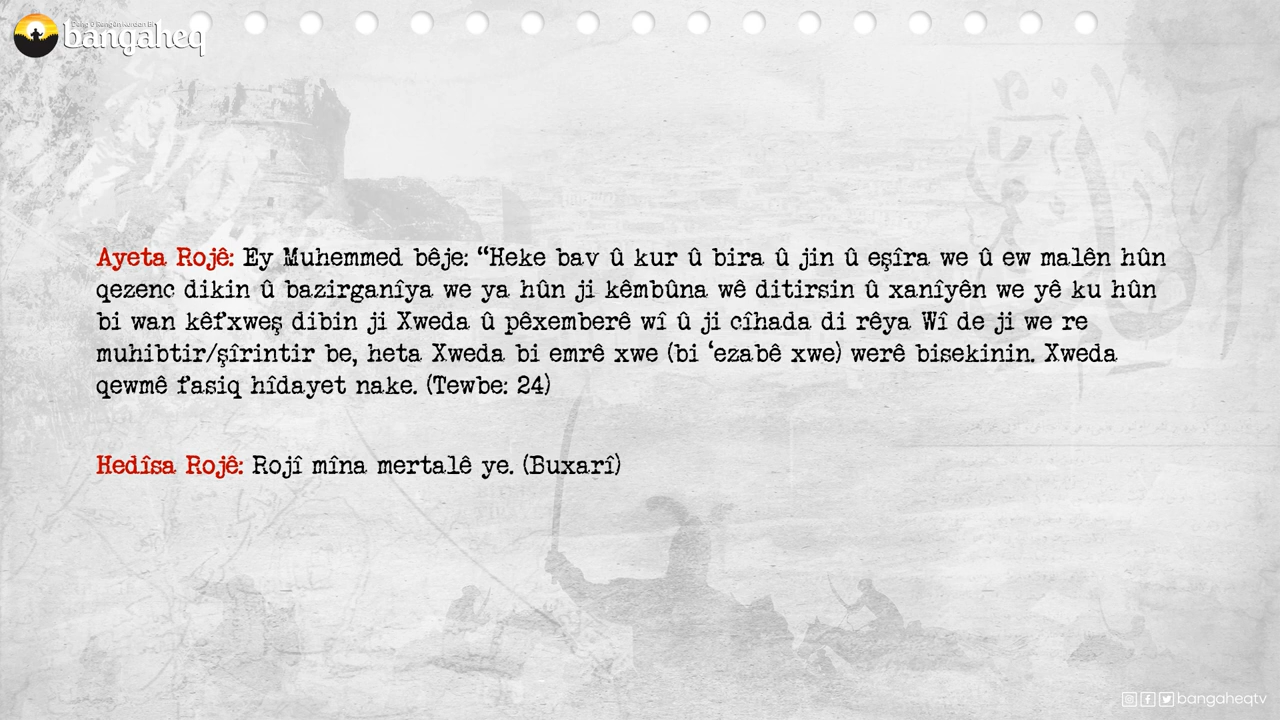 bangaheq
Ayeta Rojê: Ey Muhemmed bêje: “Heke bav û kur û bira û jin û eşîra we û ew malên hûn
qezenc dikin û bazirganîya we ya hûn ji kêmbûna wê ditirsin û xanîyên we yê ku hûn
bi wan kêfxweş dibin ji Xweda û pêxemberê wî û ji cîhada di rêya Wî de ji we re
muhibtir/şîrintir be, heta Xweda bi emrê xwe (bi ‘ezabê xwe) werê bisekinin. Xweda
qewmê fasiq hîdayet nake. (Tewbe: 24)
Hedîsa Rojê: Rojî mîna mertalê ye. (Buxarî)
bangaheqtv